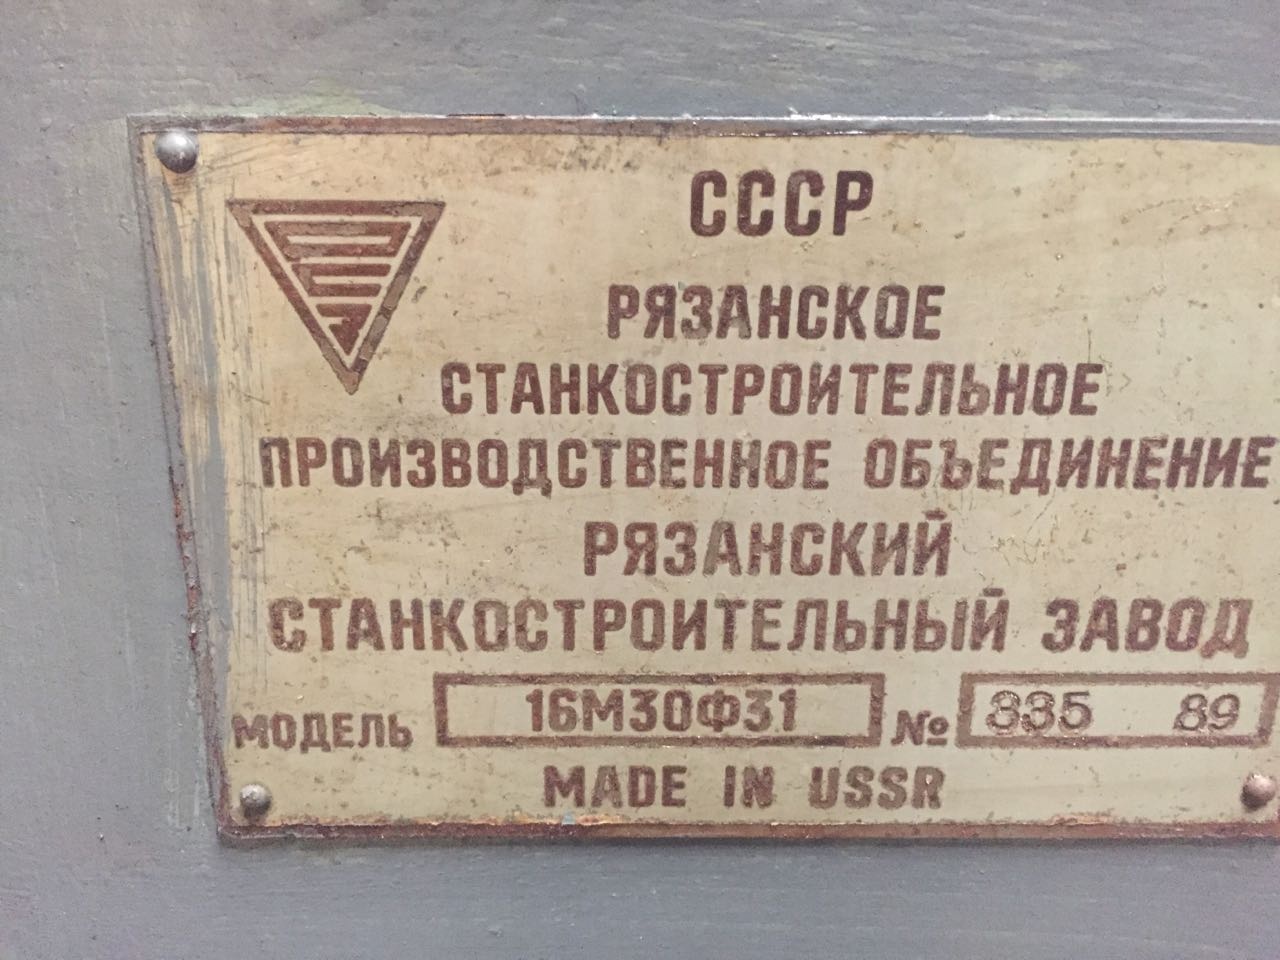 СССР
РЯЗАНСКОЕ
СТАНКОСТРОИТЕЛЬНОЕ
ПРОИЗВОДСТВЕННОЕ ОБЪЕДИНЕНИЕ
РЯЗАНСКИЙ
СТАНКОСТРОИТЕЛЬНЫЙ ЗАВОД
МОДЕЛЬ 16М30Ф31 № 335 89
MADE IN USSR